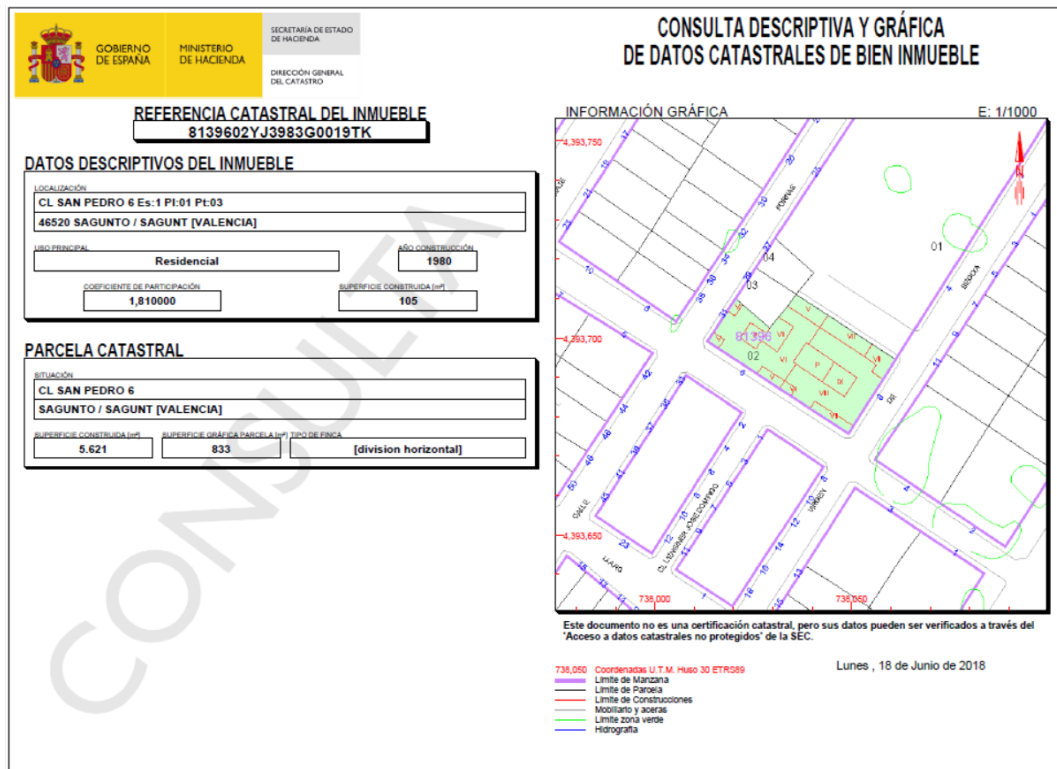 GOBIERNO
DE ESPAÑA
MINISTERIO
DE HACIENDA
SECRETARÍA DE ESTADO
DE HACIENDA
DIRECCIÓN GENERAL
DEL CATASTRO
CONSULTA DESCRIPTIVA Y GRÁFICA
DE DATOS CATASTRALES DE BIEN INMUEBLE
REFERENCIA CATASTRAL DEL INMUEBLE
8139602YJ3983G0019TK
DATOS DESCRIPTIVOS DEL INMUEBLE
LOCALIZACIÓN
CL SAN PEDRO 6 Es:1 Pl:01 Pt:03
46520 SAGUNTO / SAGUNT [VALENCIA]
USO PRINCIPAL
Residencial
AÑO CONSTRUCCIÓN
1980
COEFICIENTE DE PARTICIPACIÓN
1,810000
SUPERFICIE CONSTRUIDA [m²]
105
PARCELA CATASTRAL
SITUACIÓN
CL SAN PEDRO 6
SAGUNTO / SAGUNT [VALENCIA]
SUPERFICIE CONSTRUIDA [m²]
5.621
SUPERFICIE GRÁFICA PARCELA [m²]
833
TIPO DE FINCA
[division horizontal]
CONSULTA
INFORMACIÓN GRÁFICA
E: 1/1000
4,393,750
4,393,700
4,393,650
738,000
738,050
01
04
03
02
81396
Este documento no es una certificación catastral, pero sus datos pueden ser verificados a través del
'Acceso a datos catastrales no protegidos' de la SEC.
Lunes , 18 de Junio de 2018
738,050 Coordenadas U.T.M. Huso 30 ETRS89
Límite de Manzana
Límite de Parcela
Límite de Construcciones
Mobiliario y aceras
Límite zona verde
Hidrografía